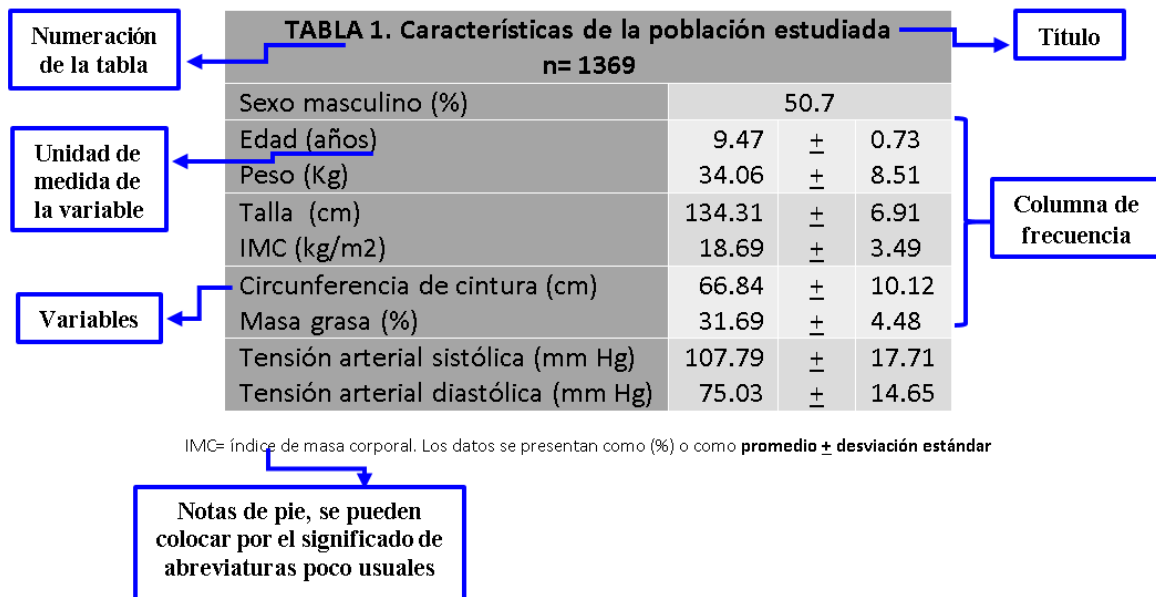 Numeración
de la tabla
TABLA 1. Características de la población estudiada
n= 1369
Título
Sexo masculino (%) 50.7
Edad (años) 9.47 ± 0.73
Peso (Kg) 34.06 ± 8.51
Talla (cm) 134.31 ± 6.91
IMC (kg/m2) 18.69 ± 3.49
Circunferencia de cintura (cm) 66.84 ± 10.12
Masa grasa (%) 31.69 ± 4.48
Tensión arterial sistólica (mm Hg) 107.79 ± 17.71
Tensión arterial diastólica (mm Hg) 75.03 ± 14.65
Unidad de
medida de
la variable
Variables
Columna de
frecuencia
IMC= índice de masa corporal. Los datos se presentan como (%) o como promedio ± desviación estándar
Notas de pie, se pueden
colocar por el significado de
abreviaturas poco usuales